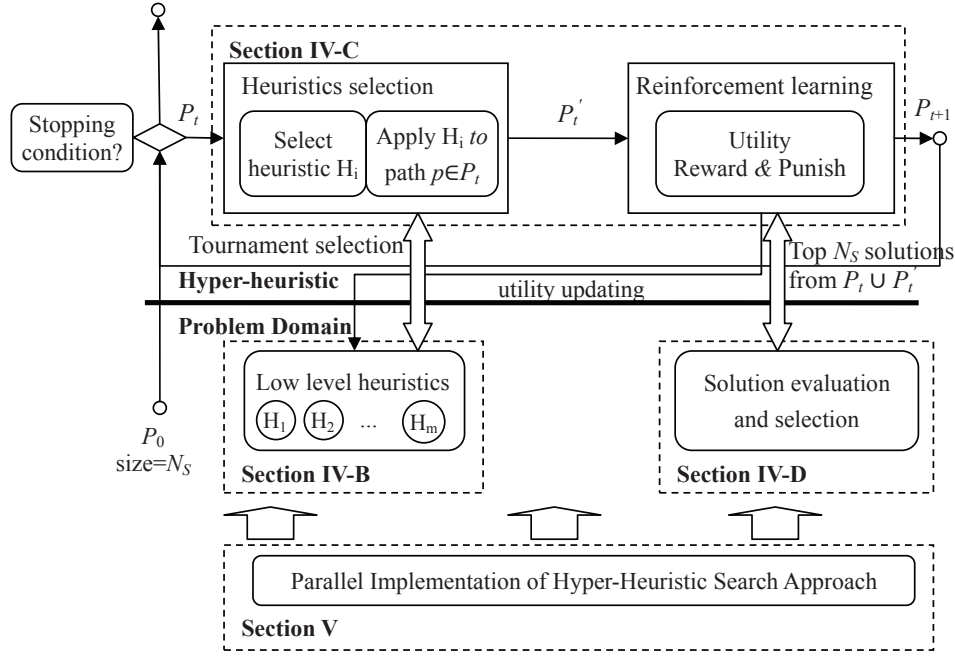 Section IV-C
Heuristics selection
Reinforcement learning
Stopping
condition?
P_t
Select
heuristic H_i
Apply H_i to
path p∈P_t
P_t'
Utility
Reward & Punish
P_{t+1}
Tournament selection
Top N_S solutions
from P_t ∪ P_t'
Hyper-heuristic
utility updating
Problem Domain
Low level heuristics
H_1 H_2 ... H_m
Solution evaluation
and selection
P_0
size=N_S
Section IV-B
Section IV-D
Parallel Implementation of Hyper-Heuristic Search Approach
Section V